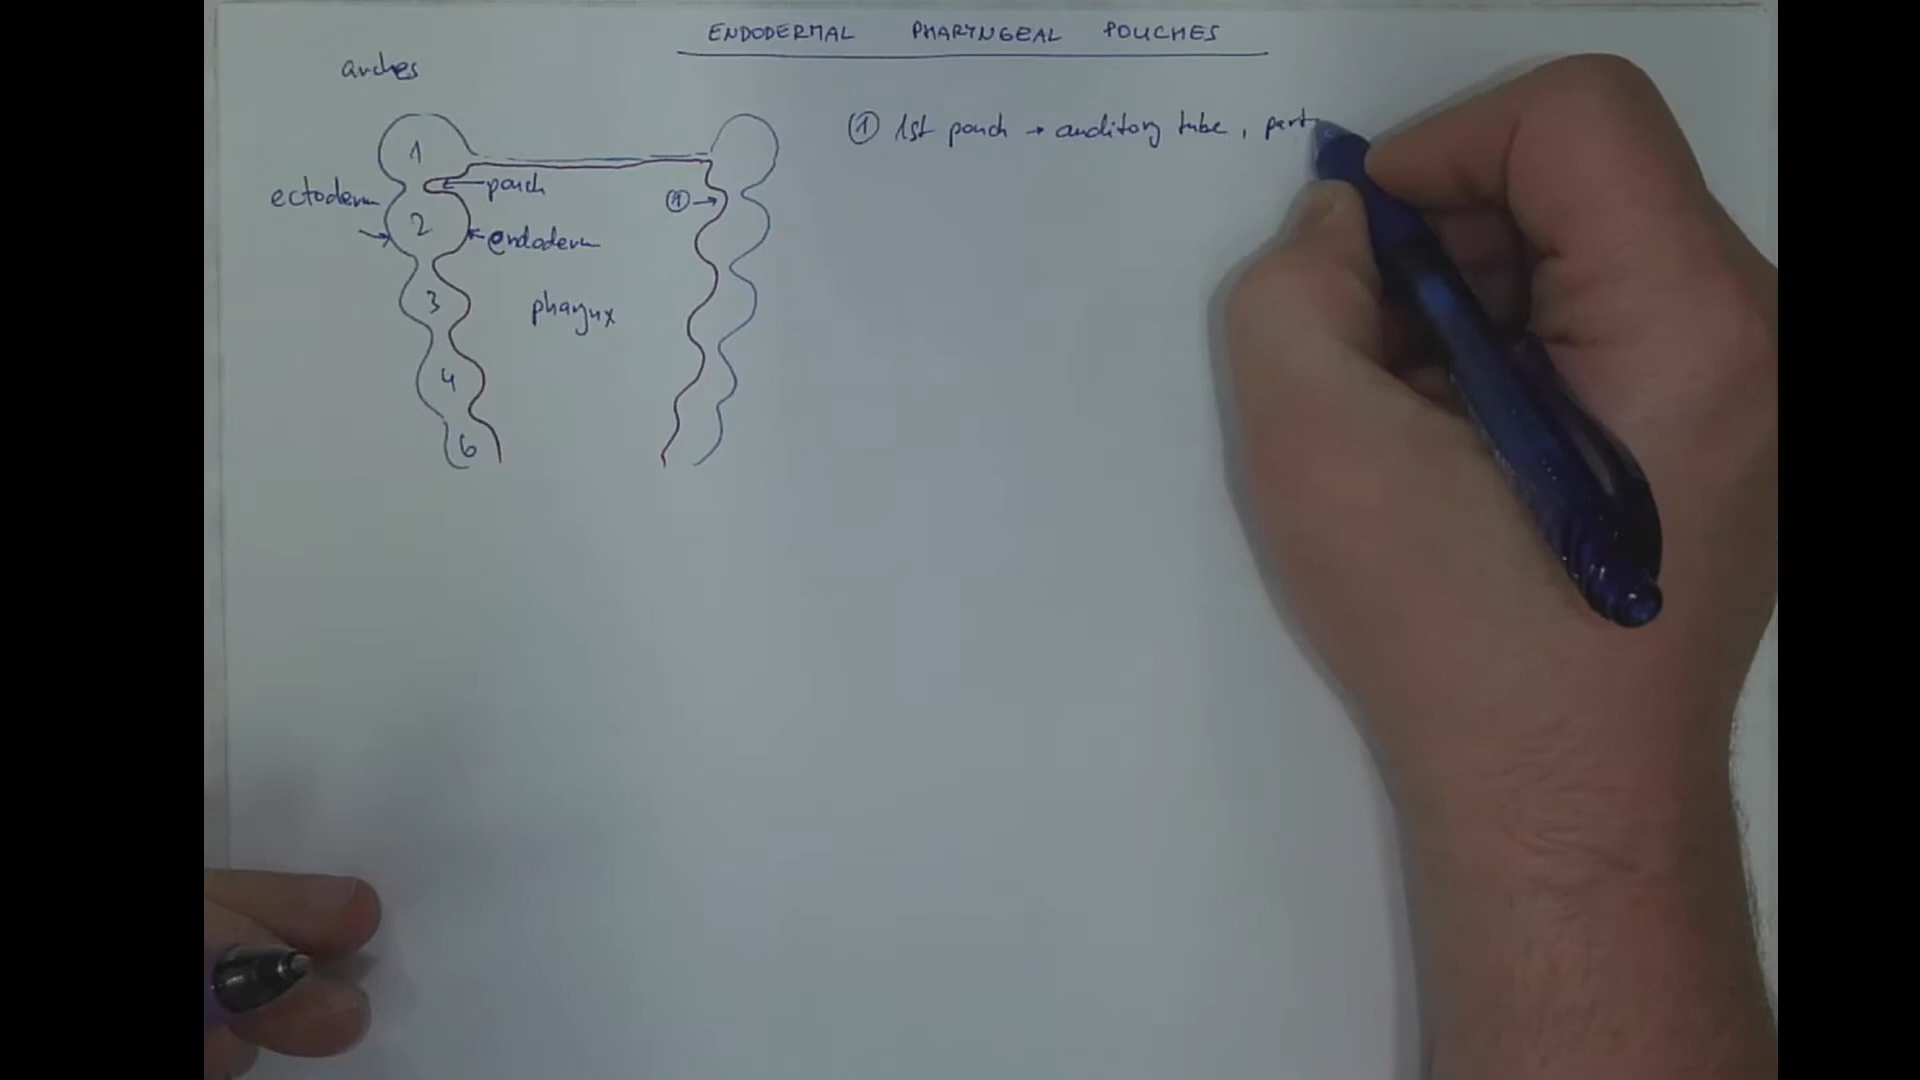 ENDODERMAL PHARYNGEAL POUCHES
arches
① 1st pouch → auditory tube, part
1
pouch
ectoderm
①
2
endoderm
3
pharynx
4
6